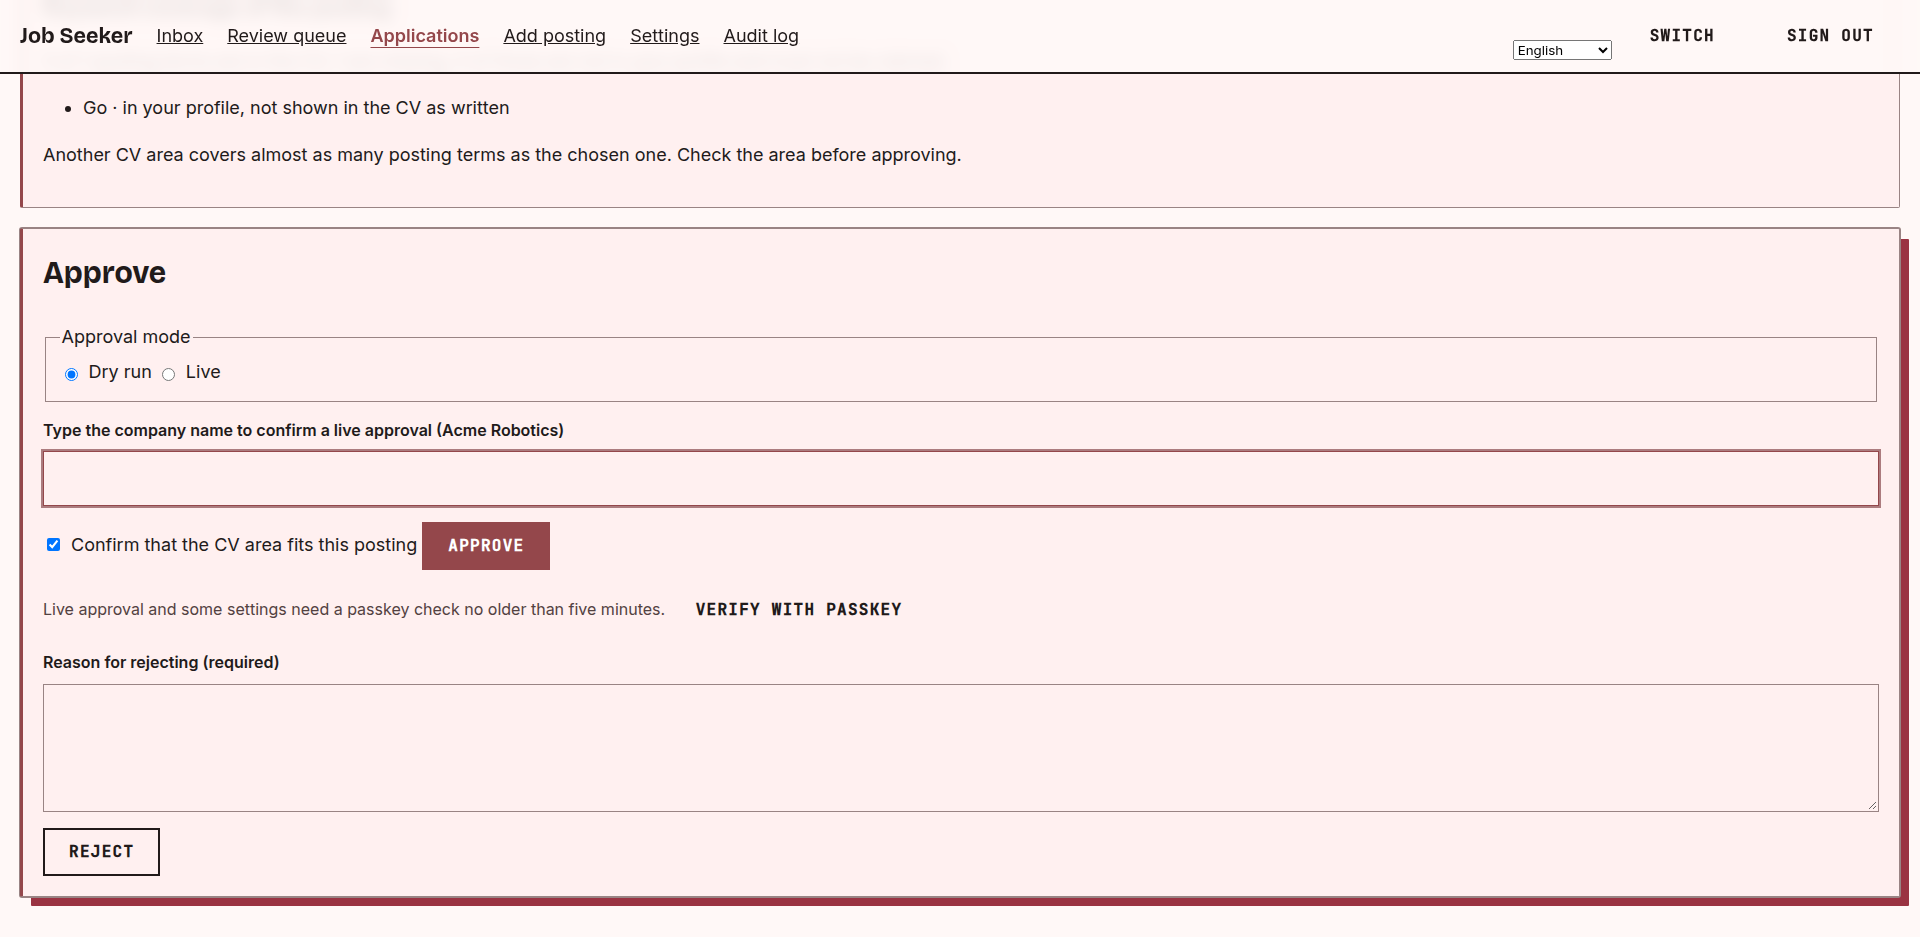 Job Seeker Inbox Review queue Applications Add posting Settings Audit log English SWITCH SIGN OUT
Go · in your profile, not shown in the CV as written
Another CV area covers almost as many posting terms as the chosen one. Check the area before approving.
Approve
Approval mode
Dry run Live
Type the company name to confirm a live approval (Acme Robotics)
Confirm that the CV area fits this posting APPROVE
Live approval and some settings need a passkey check no older than five minutes. VERIFY WITH PASSKEY
Reason for rejecting (required)
REJECT